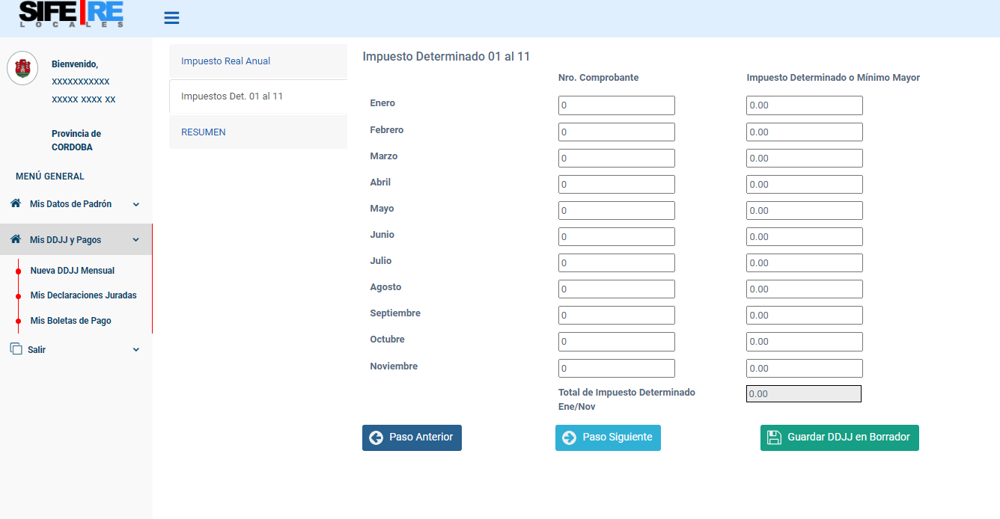 SIFE RE
LOCALES
Bienvenido,
XXXXXXXXXXX
XXXXX XXXX XX
Provincia de
CORDOBA
MENÚ GENERAL
Mis Datos de Padrón
Mis DDJJ y Pagos
Nueva DDJJ Mensual
Mis Declaraciones Juradas
Mis Boletas de Pago
Salir
Impuesto Real Anual
Impuestos Det. 01 al 11
RESUMEN
Impuesto Determinado 01 al 11
Nro. Comprobante Impuesto Determinado o Mínimo Mayor
Enero 0 0.00
Febrero 0 0.00
Marzo 0 0.00
Abril 0 0.00
Mayo 0 0.00
Junio 0 0.00
Julio 0 0.00
Agosto 0 0.00
Septiembre 0 0.00
Octubre 0 0.00
Noviembre 0 0.00
Total de Impuesto Determinado 0.00
Ene/Nov
Paso Anterior Paso Siguiente Guardar DDJJ en Borrador